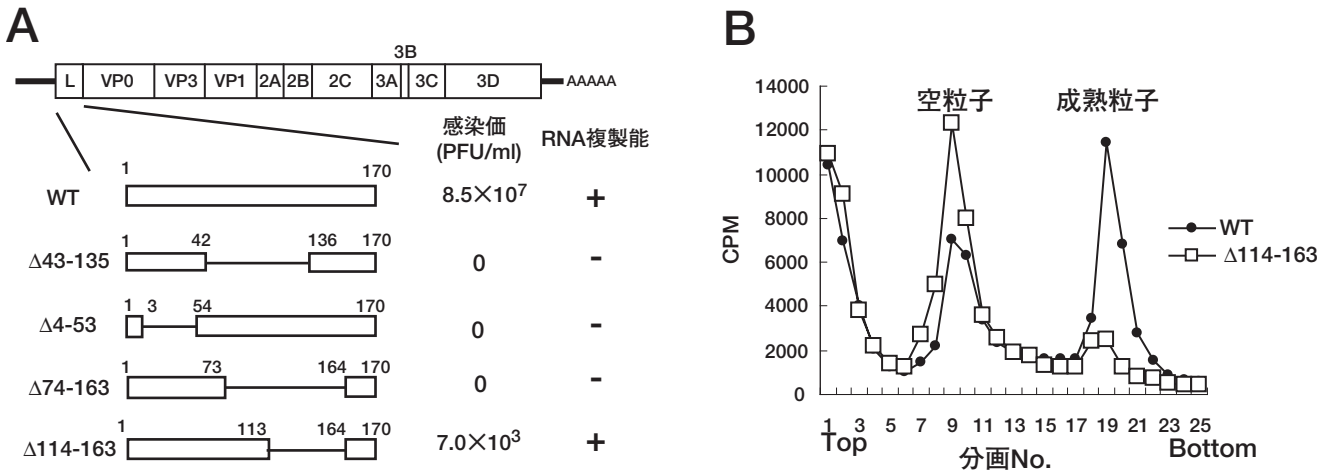 A
3B
L VP0 VP3 VP1 2A 2B 2C 3A 3C 3D AAAAA
感染価
(PFU/ml)
RNA複製能
1 170
WT 8.5×10⁷ +
1 42 136 170
Δ43-135 0 -
1 3 54 170
Δ4-53 0 -
1 73 164 170
Δ74-163 0 -
1 113 164 170
Δ114-163 7.0×10³ +
B
空粒子 成熟粒子
14000
12000
10000
8000
6000
4000
2000
0
CPM
WT
Δ114-163
1 3 5 7 9 11 13 15 17 19 21 23 25
Top Bottom
分画No.